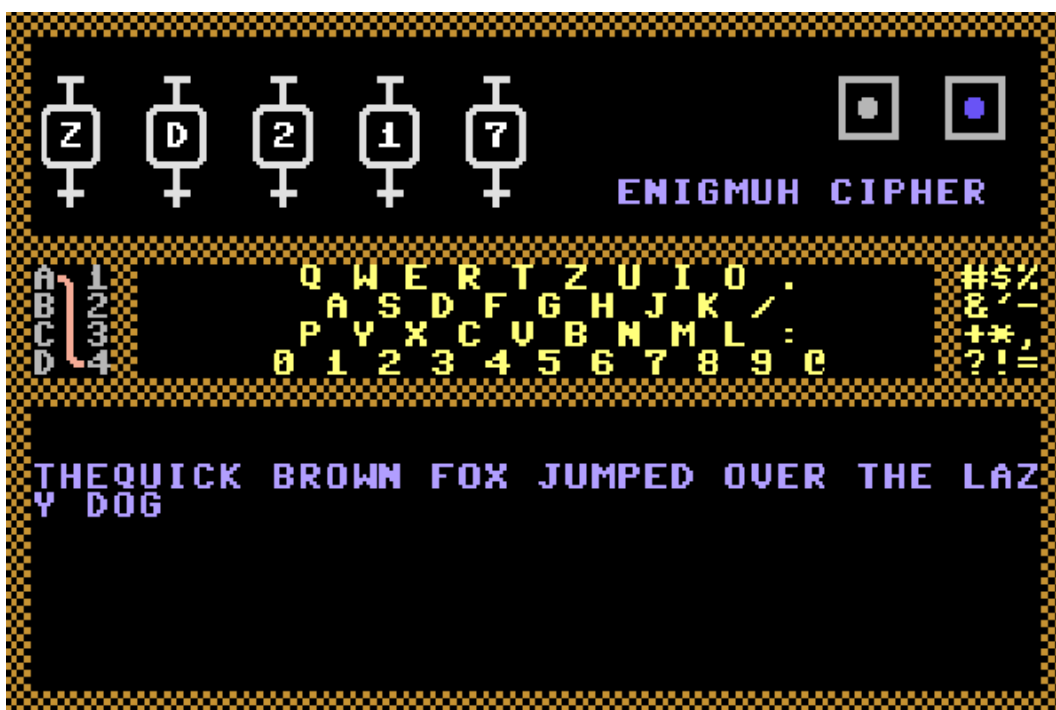 Z D 2 1 7
ENIGMUH CIPHER
A 1 Q W E R T Z U I O . #$%
B 2 A S D F G H J K / &'-
C 3 P Y X C V B N M L : +*,
D 4 0 1 2 3 4 5 6 7 8 9 @ ?!=
THEQUICK BROWN FOX JUMPED OVER THE LAZ
Y DOG